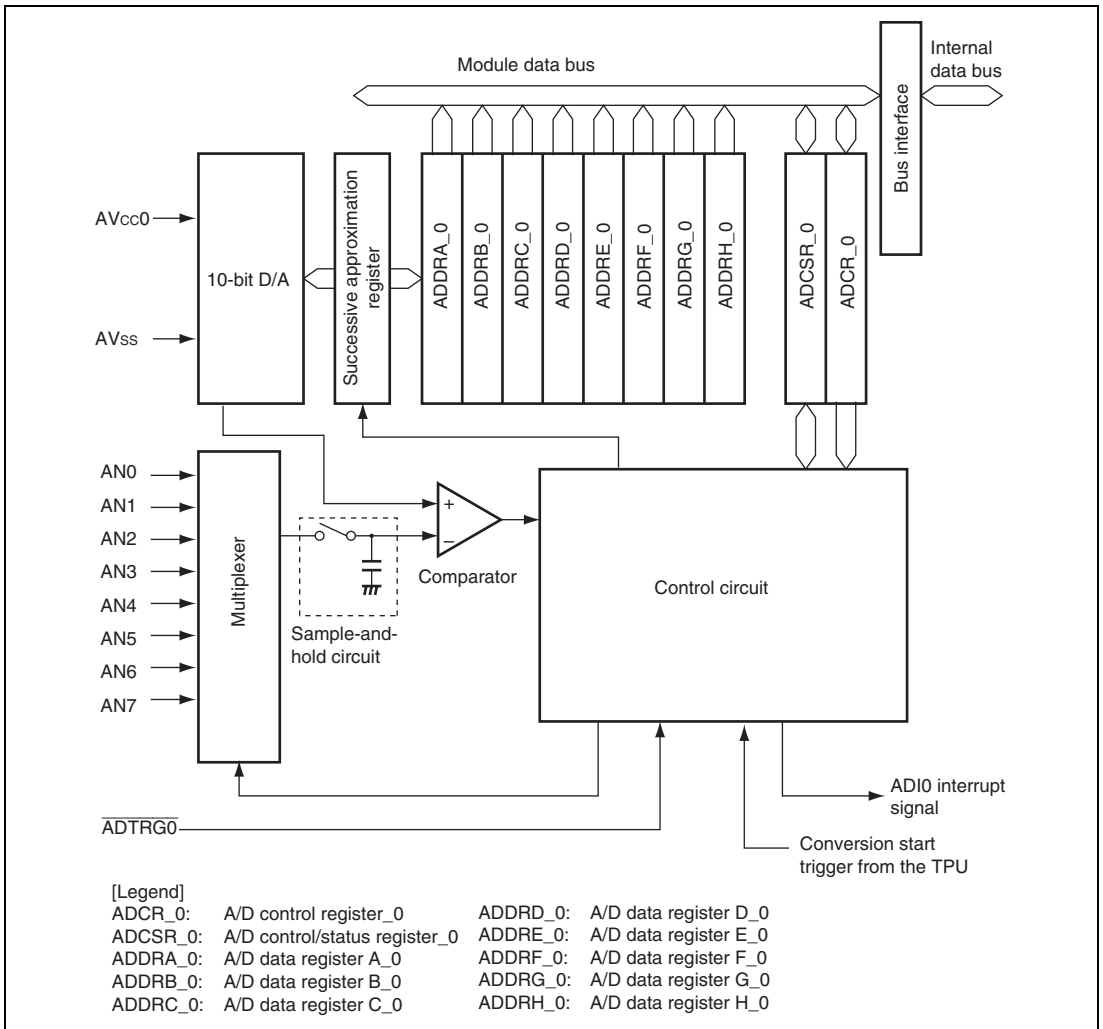 Module data bus
Internal
data bus
Bus interface
AVcc0
AVss
10-bit D/A
Successive approximation
register
ADDRA_0
ADDRB_0
ADDRC_0
ADDRD_0
ADDRE_0
ADDRF_0
ADDRG_0
ADDRH_0
ADCSR_0
ADCR_0
AN0
AN1
AN2
AN3
AN4
AN5
AN6
AN7
Multiplexer
+
−
Comparator
Sample-and-
hold circuit
Control circuit
ADI0 interrupt
signal
ADTRG0
Conversion start
trigger from the TPU
[Legend]
ADCR_0: A/D control register_0
ADCSR_0: A/D control/status register_0
ADDRA_0: A/D data register A_0
ADDRB_0: A/D data register B_0
ADDRC_0: A/D data register C_0
ADDRD_0: A/D data register D_0
ADDRE_0: A/D data register E_0
ADDRF_0: A/D data register F_0
ADDRG_0: A/D data register G_0
ADDRH_0: A/D data register H_0